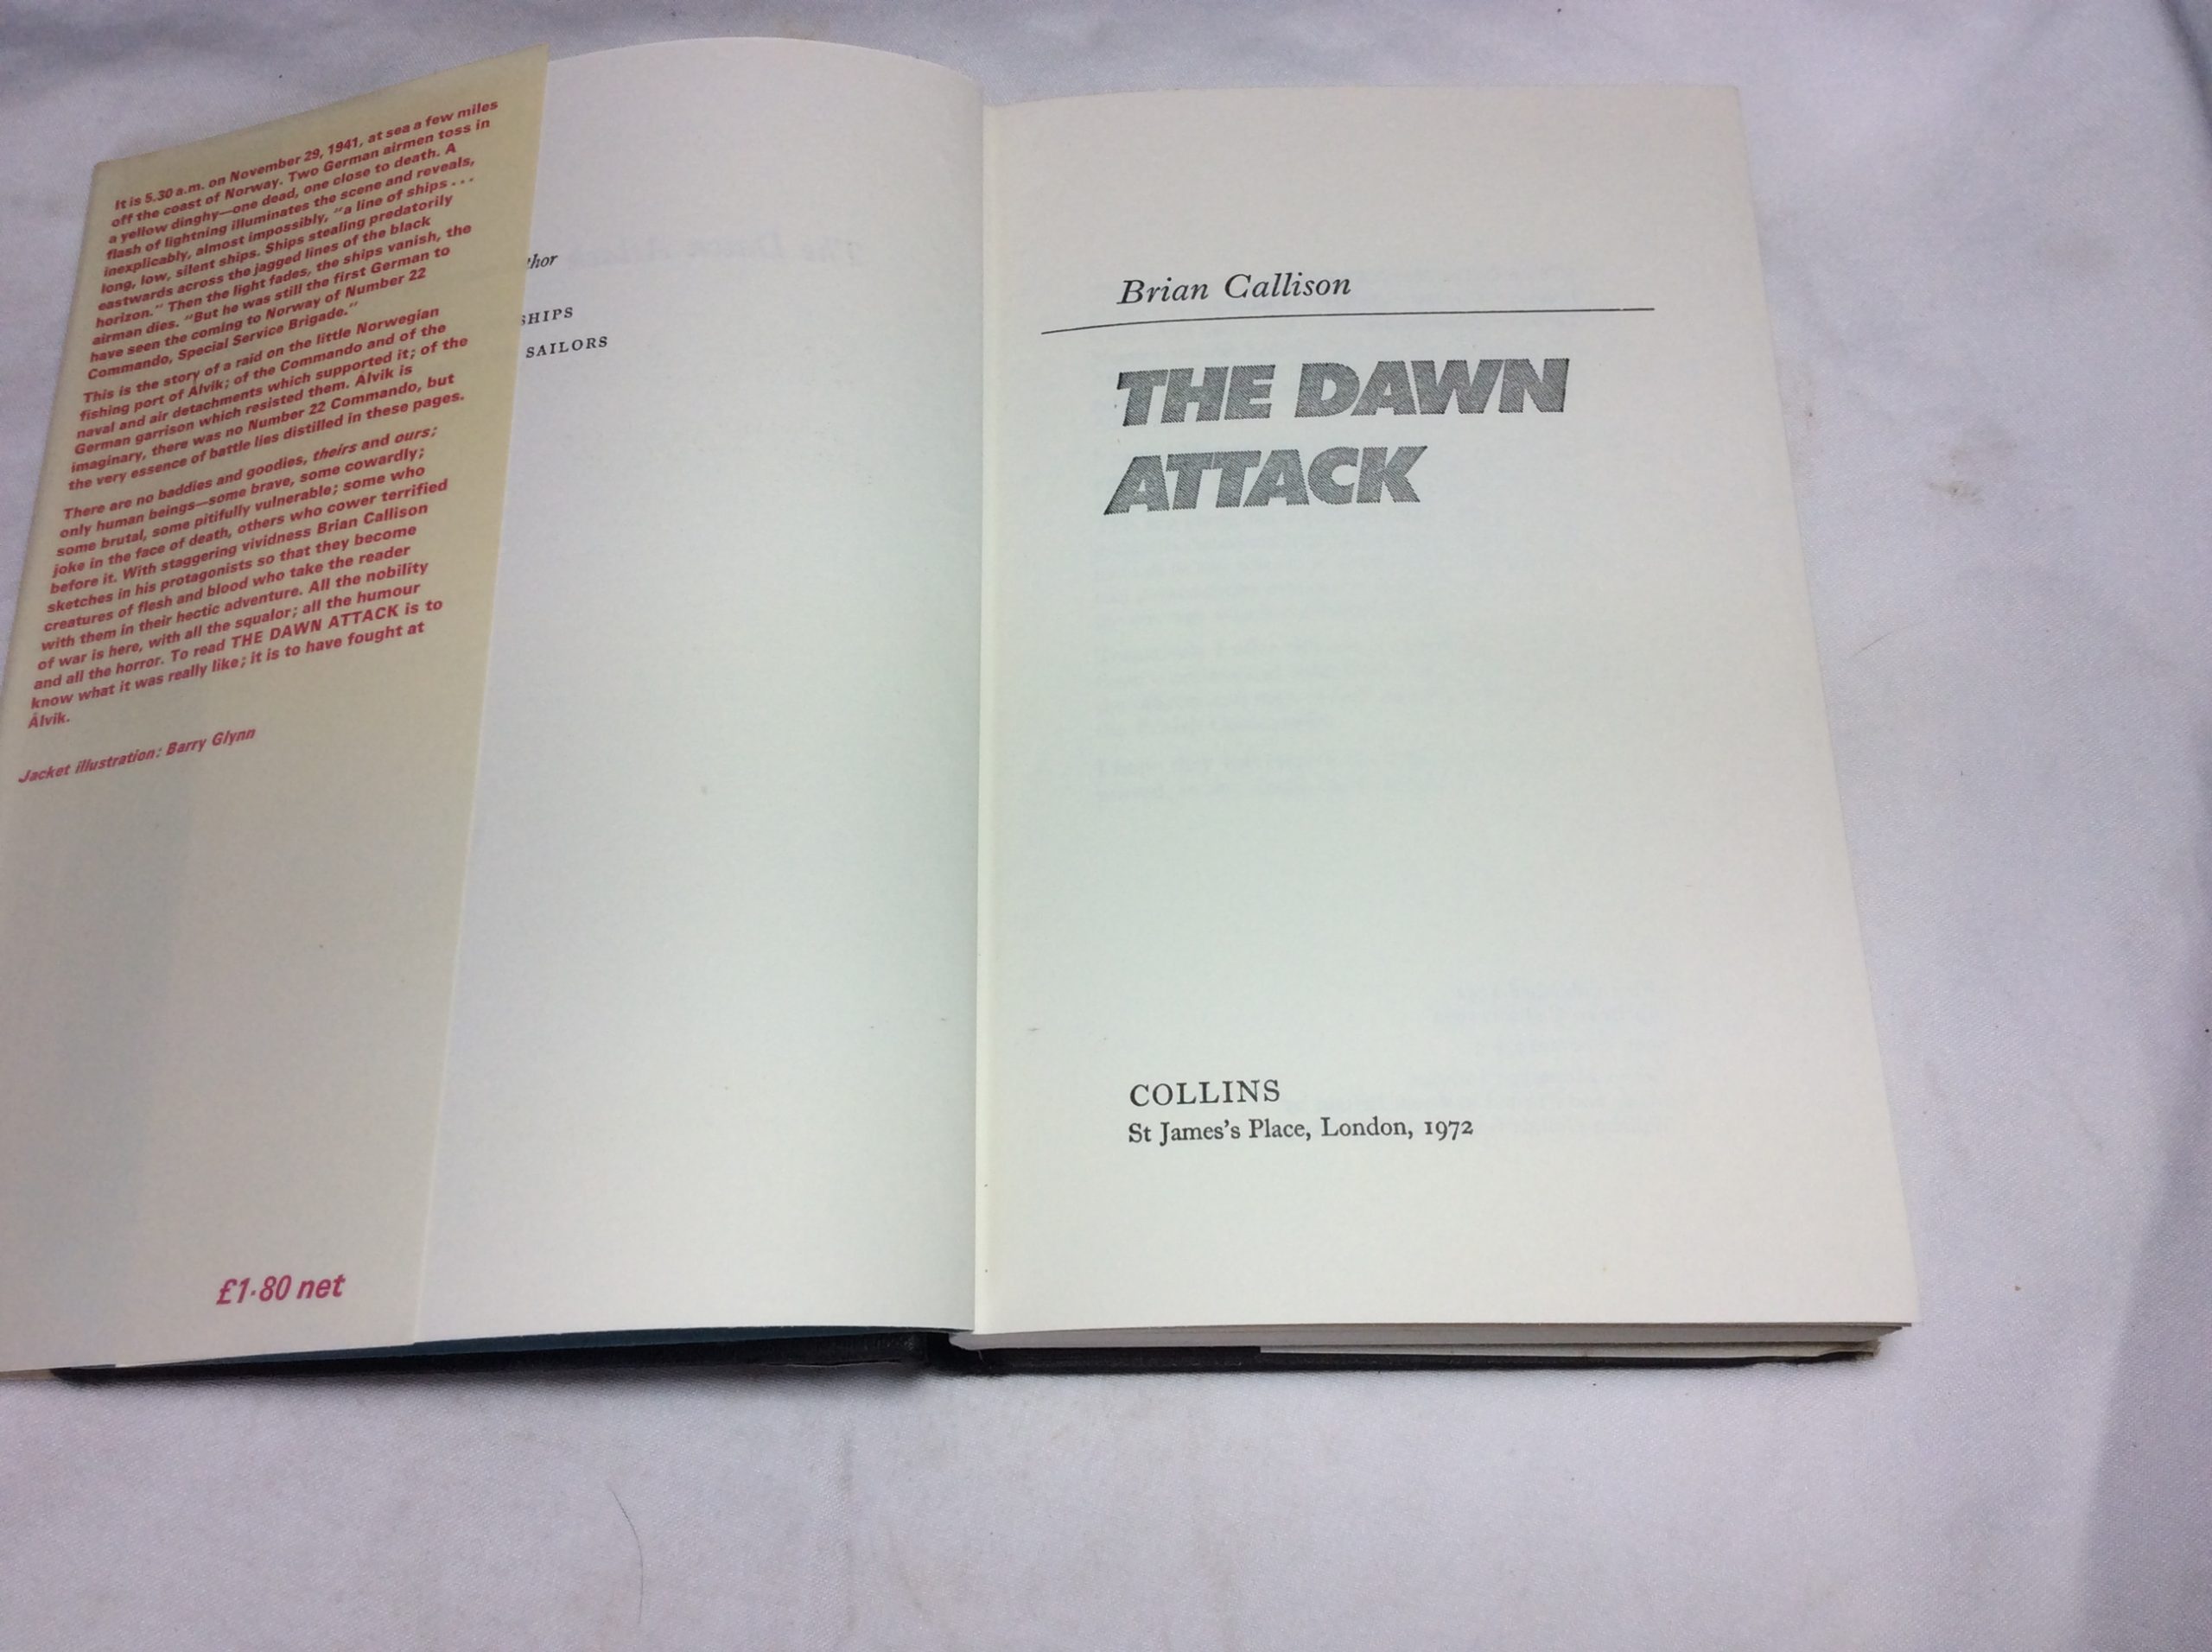 It is 5.30 a.m. on November 29, 1941, at sea a few miles
off the coast of Norway. Two German airmen toss in
a yellow dinghy—one dead, one close to death. A
flash of lightning illuminates the scene and reveals,
inexplicably, almost impossibly, "a line of ships . . .
long, low, silent ships. Ships stealing predatorily
eastwards across the jagged lines of the black
horizon." Then the light fades, the ships vanish, the
airman dies. "But he was still the first German to
have seen the coming to Norway of Number 22
Commando, Special Service Brigade."
This is the story of a raid on the little Norwegian
fishing port of Älvik; of the Commando and of the
naval and air detachments which supported it; of the
German garrison which resisted them. Älvik is
imaginary, there was no Number 22 Commando, but
the very essence of battle lies distilled in these pages.
There are no baddies and goodies, theirs and ours;
only human beings—some brave, some cowardly;
some brutal, some pitifully vulnerable; some who
joke in the face of death, others who cower terrified
before it. With staggering vividness Brian Callison
sketches in his protagonists so that they become
creatures of flesh and blood who take the reader
with them in their hectic adventure. All the nobility
of war is here, with all the squalor; all the humour
and all the horror. To read THE DAWN ATTACK is to
know what it was really like; it is to have fought at
Älvik.
Jacket illustration: Barry Glynn
£1·80 net
thor
SHIPS
SAILORS
Brian Callison
THE DAWN
ATTACK
COLLINS
St James's Place, London, 1972